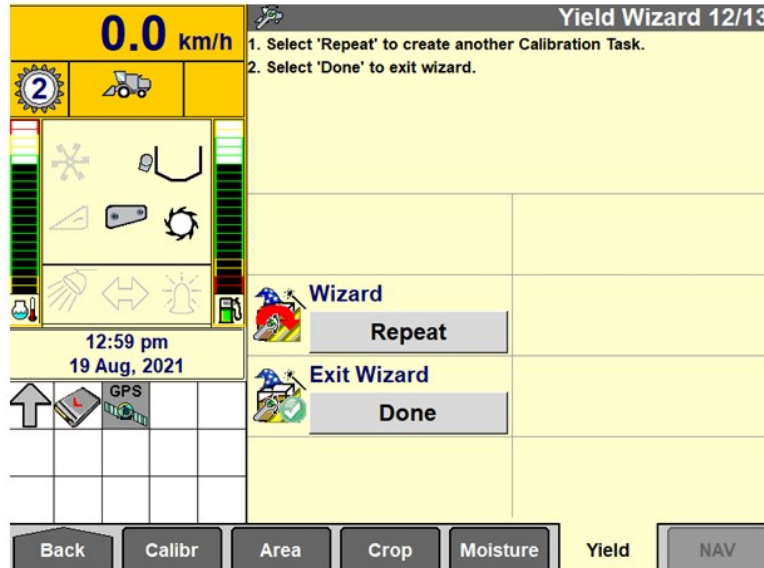 0.0 km/h
2
12:59 pm
19 Aug, 2021
GPS
Yield Wizard 12/13
1. Select 'Repeat' to create another Calibration Task.
2. Select 'Done' to exit wizard.
Wizard
Repeat
Exit Wizard
Done
Back
Calibr
Area
Crop
Moisture
Yield
NAV